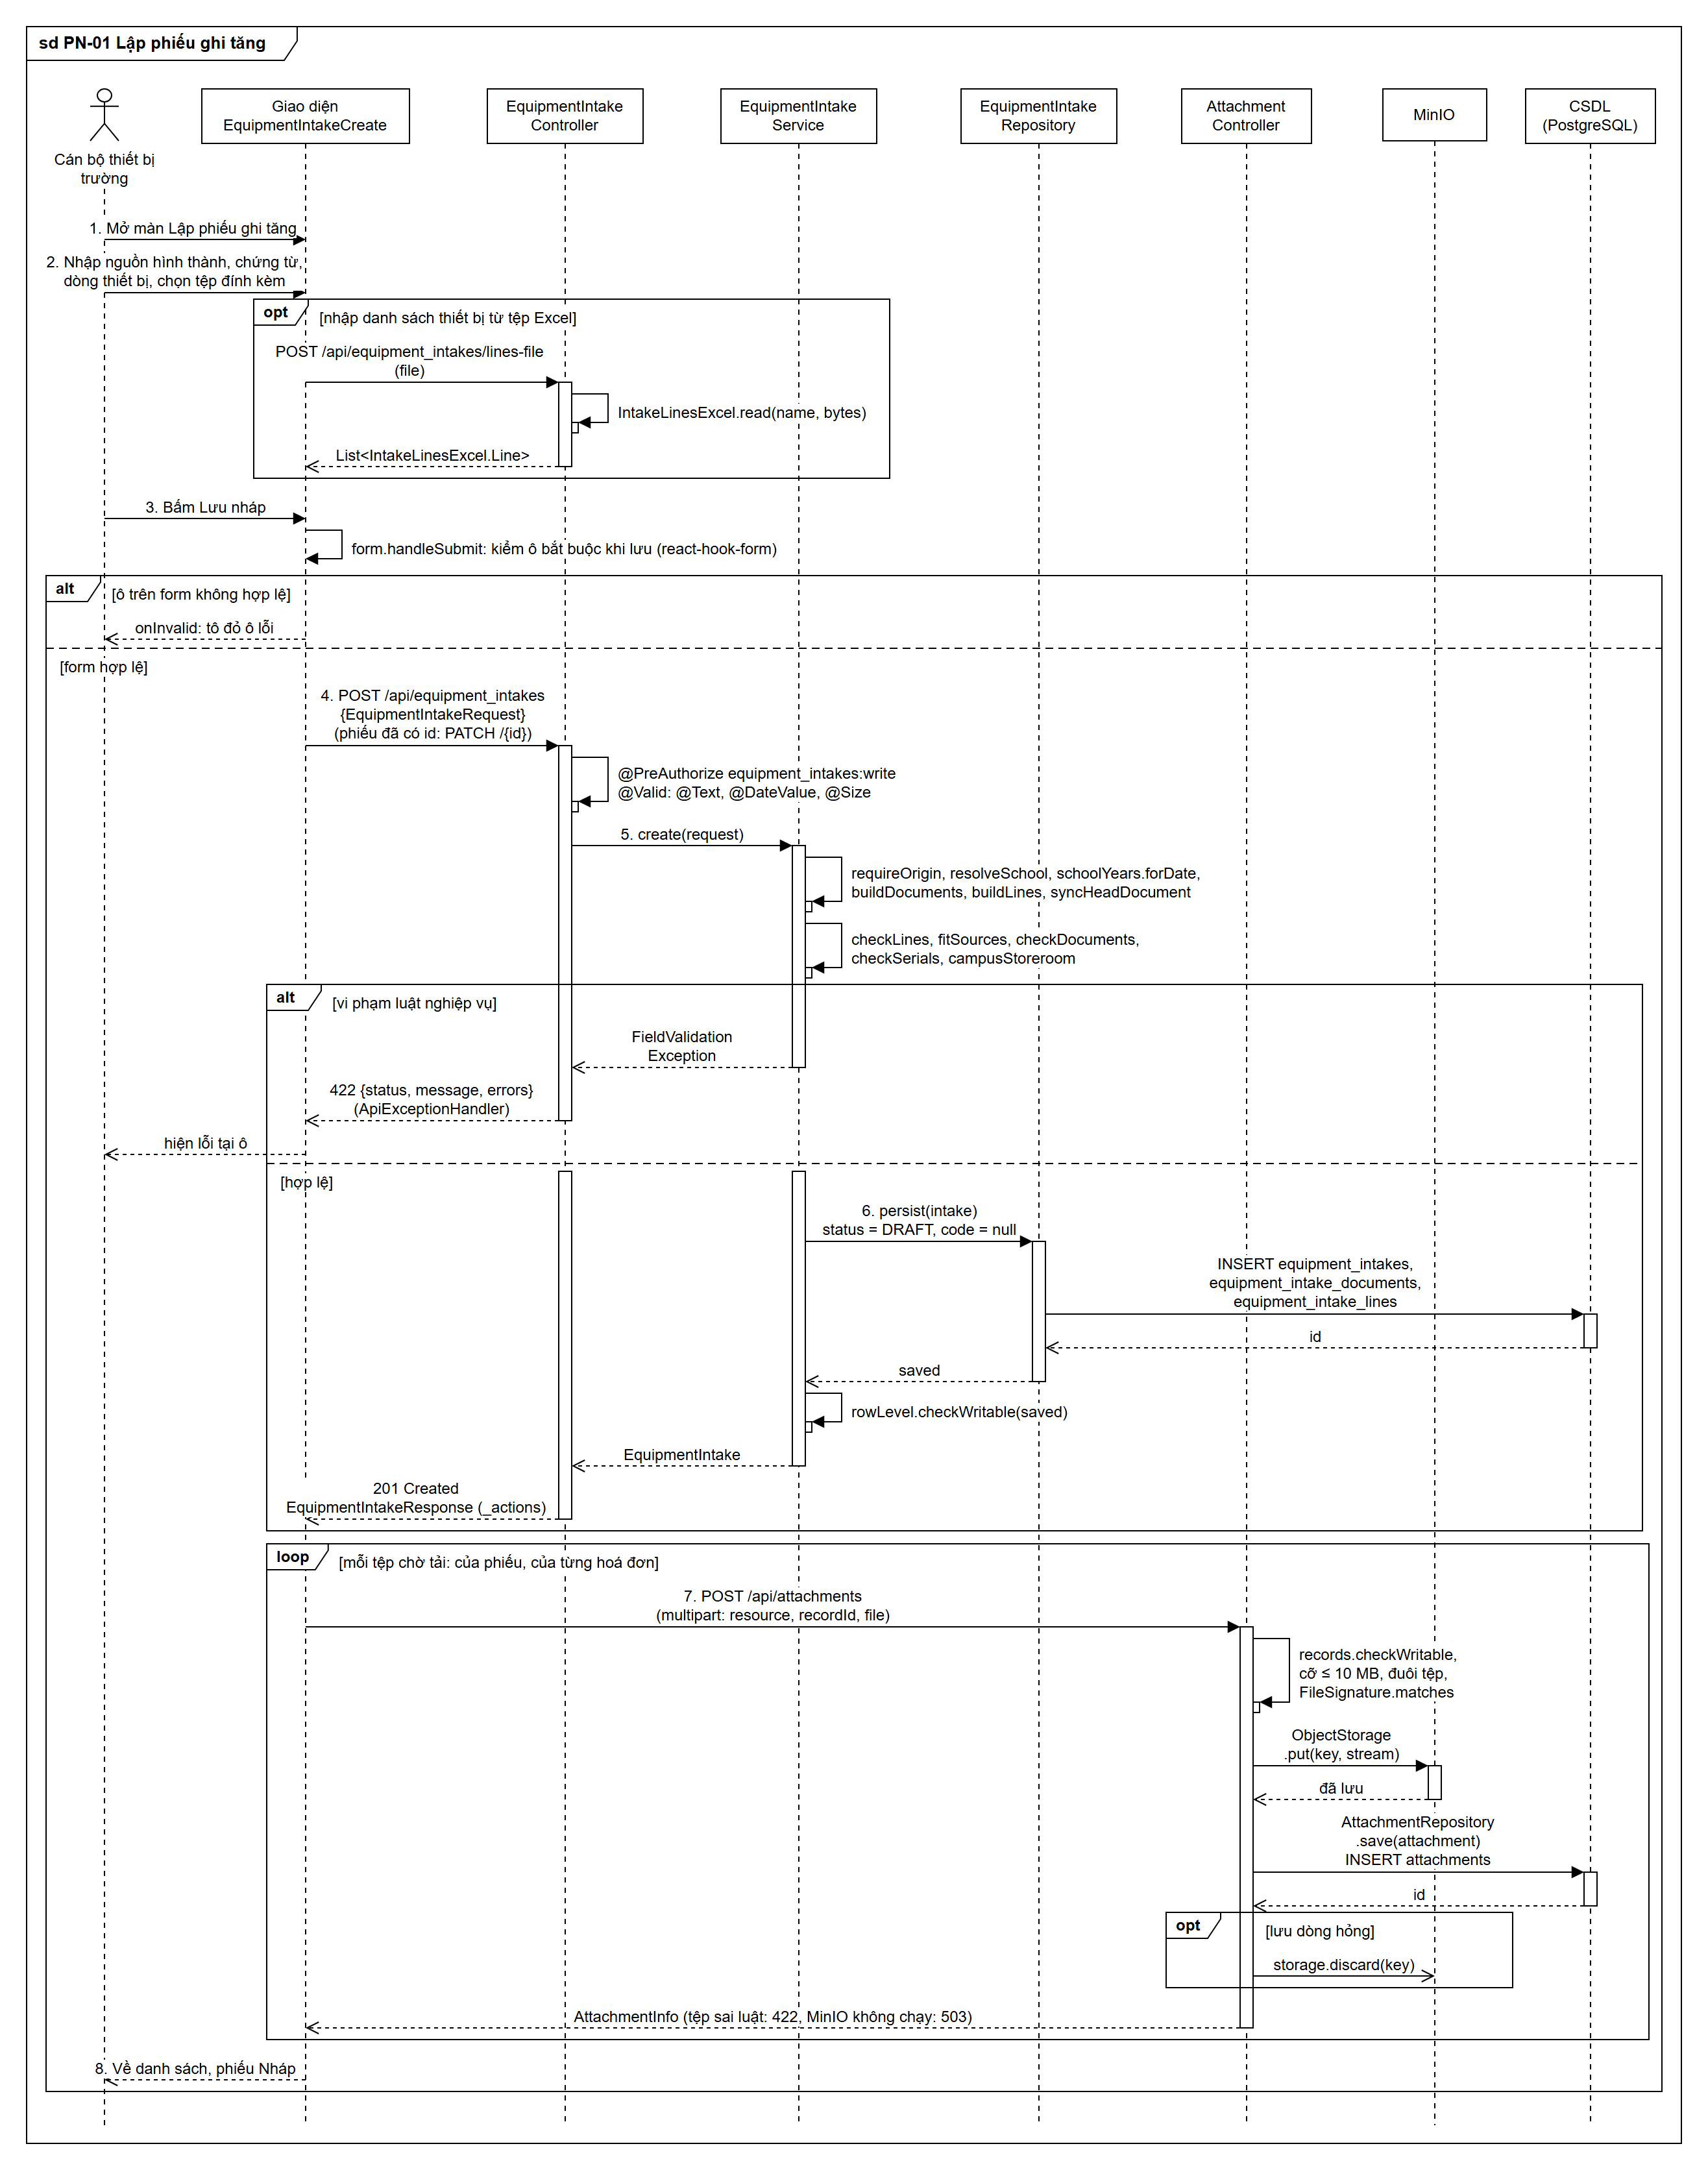 sd PN-01 Lập phiếu ghi tăng
Cán bộ thiết bị
trường
Giao diện
EquipmentIntakeCreate
EquipmentIntake
Controller
EquipmentIntake
Service
EquipmentIntake
Repository
Attachment
Controller
MinIO
CSDL
(PostgreSQL)
1. Mở màn Lập phiếu ghi tăng
2. Nhập nguồn hình thành, chứng từ,
dòng thiết bị, chọn tệp đính kèm
opt
[nhập danh sách thiết bị từ tệp Excel]
POST /api/equipment_intakes/lines-file
(file)
IntakeLinesExcel.read(name, bytes)
List<IntakeLinesExcel.Line>
3. Bấm Lưu nháp
form.handleSubmit: kiểm ô bắt buộc khi lưu (react-hook-form)
alt
[ô trên form không hợp lệ]
onInvalid: tô đỏ ô lỗi
[form hợp lệ]
4. POST /api/equipment_intakes
{EquipmentIntakeRequest}
(phiếu đã có id: PATCH /{id})
@PreAuthorize equipment_intakes:write
@Valid: @Text, @DateValue, @Size
5. create(request)
requireOrigin, resolveSchool, schoolYears.forDate,
buildDocuments, buildLines, syncHeadDocument
checkLines, fitSources, checkDocuments,
checkSerials, campusStoreroom
alt
[vi phạm luật nghiệp vụ]
FieldValidation
Exception
422 {status, message, errors}
(ApiExceptionHandler)
hiện lỗi tại ô
[hợp lệ]
6. persist(intake)
status = DRAFT, code = null
INSERT equipment_intakes,
equipment_intake_documents,
equipment_intake_lines
id
saved
rowLevel.checkWritable(saved)
EquipmentIntake
201 Created
EquipmentIntakeResponse (_actions)
loop
[mỗi tệp chờ tải: của phiếu, của từng hoá đơn]
7. POST /api/attachments
(multipart: resource, recordId, file)
records.checkWritable,
cỡ ≤ 10 MB, đuôi tệp,
FileSignature.matches
ObjectStorage
.put(key, stream)
đã lưu
AttachmentRepository
.save(attachment)
INSERT attachments
id
opt
[lưu dòng hỏng]
storage.discard(key)
AttachmentInfo (tệp sai luật: 422, MinIO không chạy: 503)
8. Về danh sách, phiếu Nháp